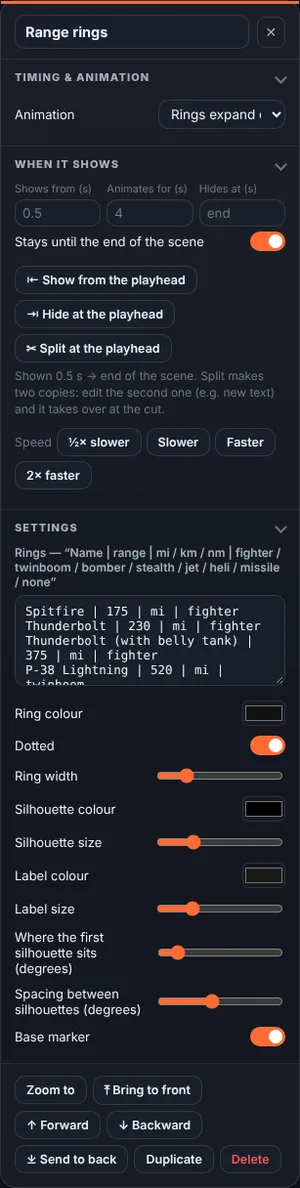 Range rings
TIMING & ANIMATION
Animation
Rings expand
WHEN IT SHOWS
Shows from (s) Animates for (s) Hides at (s)
0.5 4 end
Stays until the end of the scene
⇤ Show from the playhead
⇥ Hide at the playhead
✂ Split at the playhead
Shown 0.5 s → end of the scene. Split makes
two copies: edit the second one (e.g. new text)
and it takes over at the cut.
Speed ½× slower Slower Faster
2× faster
SETTINGS
Rings — “Name | range | mi / km / nm | fighter /
twinboom / bomber / stealth / jet / heli / missile
/ none”
Spitfire | 175 | mi | fighter
Thunderbolt | 230 | mi | fighter
Thunderbolt (with belly tank) |
375 | mi | fighter
P-38 Lightning | 520 | mi |
twinboom
Ring colour
Dotted
Ring width
Silhouette colour
Silhouette size
Label colour
Label size
Where the first
silhouette sits
(degrees)
Spacing between
silhouettes (degrees)
Base marker
Zoom to ⤒ Bring to front
↑ Forward ↓ Backward
⤓ Send to back Duplicate Delete